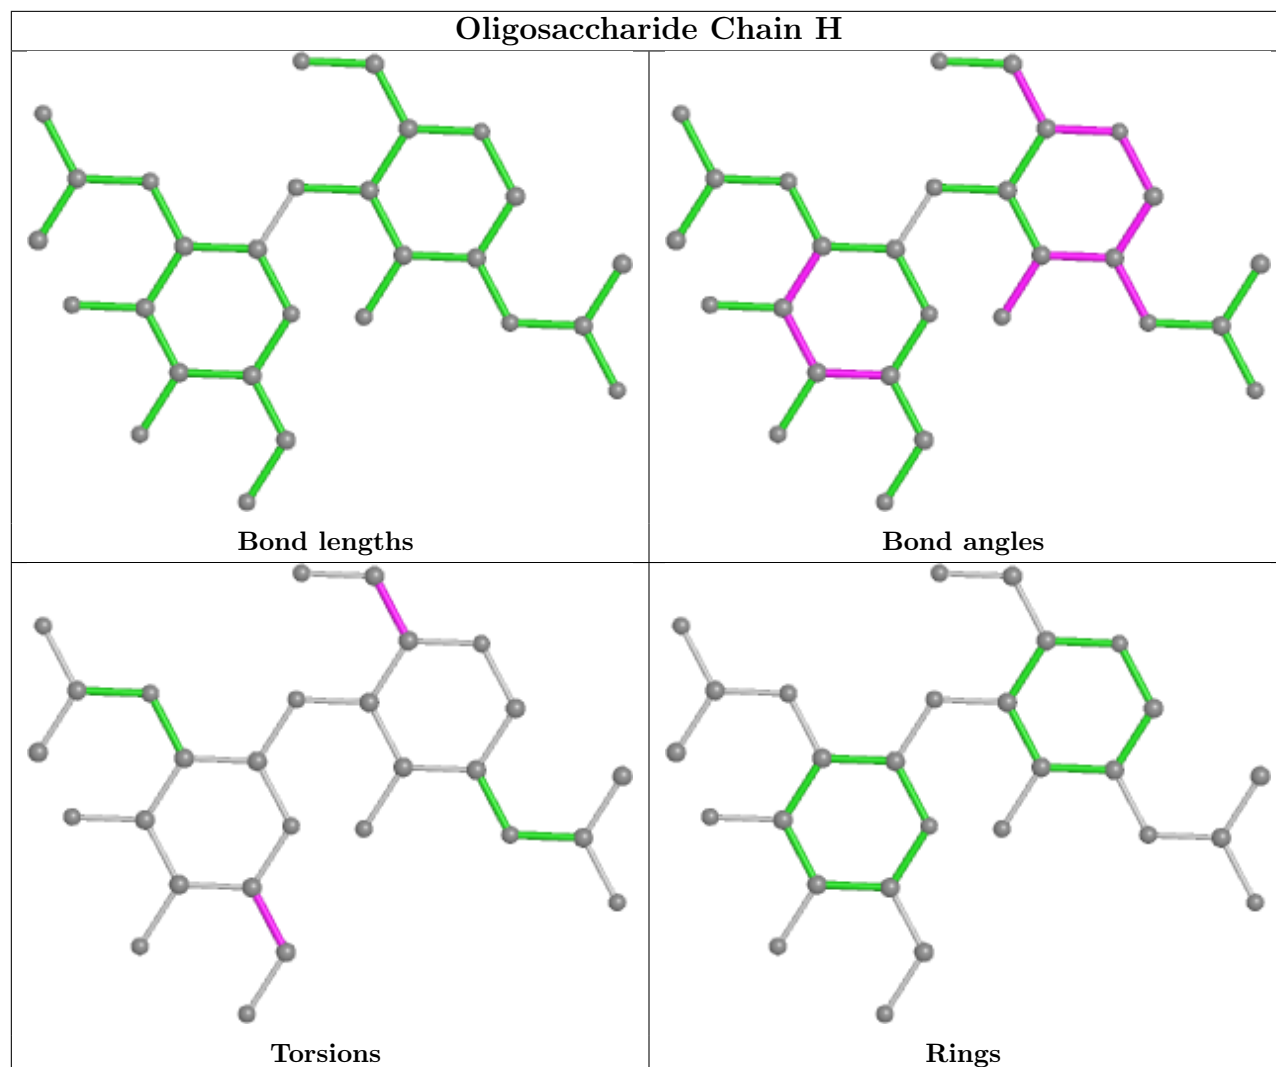 Oligosaccharide Chain H
Bond lengths
Bond angles
Torsions
Rings